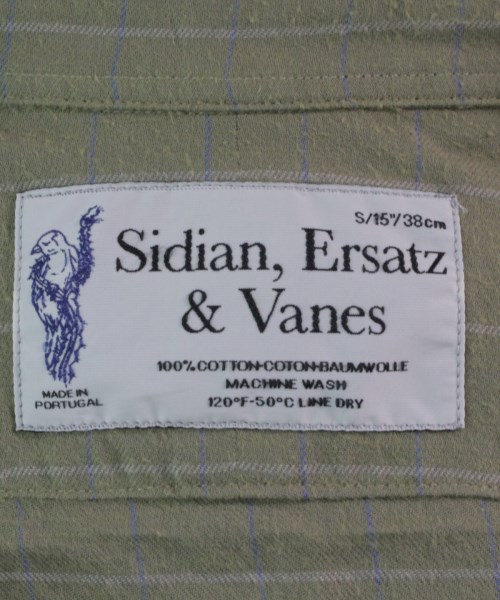 S/15"/38cm
Sidian, Ersatz
& Vanes
100% COTTON-COTON-BAUMWOLLE
MACHINE WASH
120°F-50°C LINE DRY
MADE IN
PORTUGAL